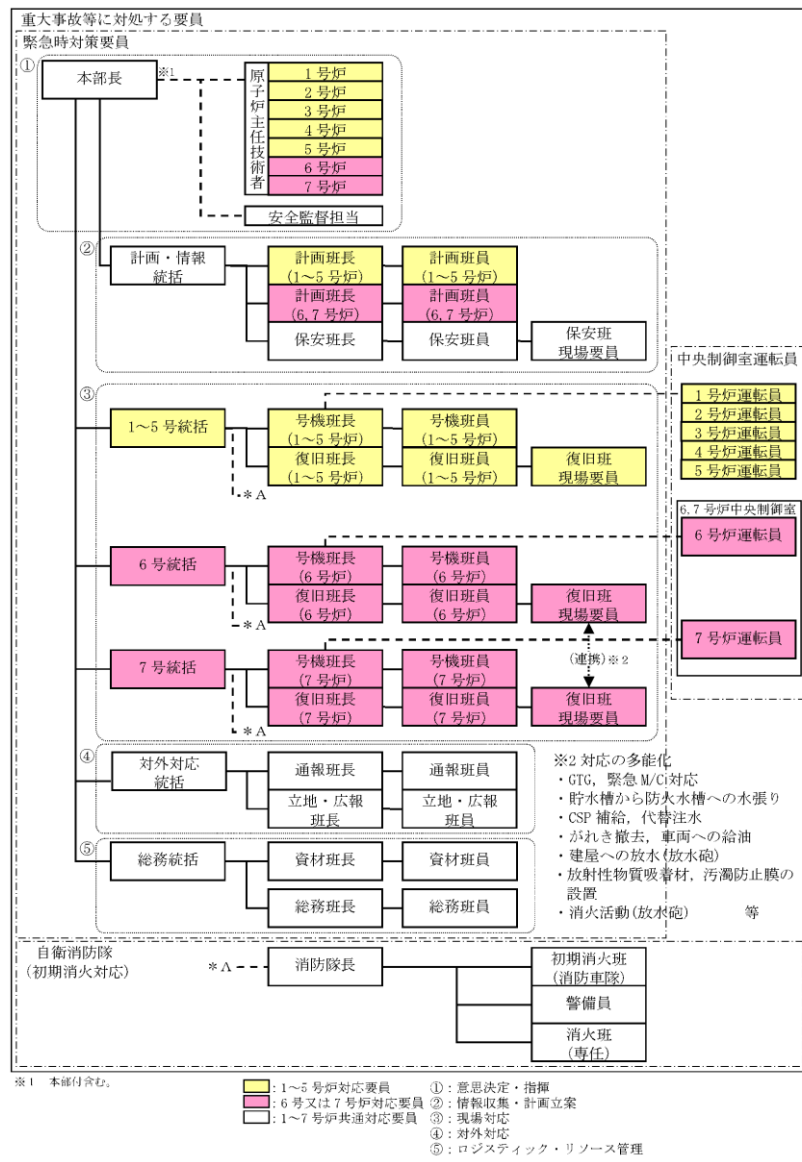 重大事故等に対処する要員
緊急時対策要員
①
本部長
※1
原子炉主任技術者
1号炉
2号炉
3号炉
4号炉
5号炉
6号炉
7号炉
安全監督担当
②
計画・情報
統括
計画班長
(1～5号炉)
計画班員
(1～5号炉)
計画班長
(6,7号炉)
計画班員
(6,7号炉)
保安班長
保安班員
保安班
現場要員
中央制御室運転員
1号炉運転員
2号炉運転員
3号炉運転員
4号炉運転員
5号炉運転員
③
1～5号統括
号機班長
(1～5号炉)
号機班員
(1～5号炉)
復旧班長
(1～5号炉)
復旧班員
(1～5号炉)
復旧班
現場要員
＊A
6,7号炉中央制御室
6号炉運転員
7号炉運転員
6号統括
号機班長
(6号炉)
号機班員
(6号炉)
復旧班長
(6号炉)
復旧班員
(6号炉)
復旧班
現場要員
＊A
(連携)※2
7号統括
号機班長
(7号炉)
号機班員
(7号炉)
復旧班長
(7号炉)
復旧班員
(7号炉)
復旧班
現場要員
＊A
④
対外対応
統括
通報班長
通報班員
立地・広報
班長
立地・広報
班員
⑤
総務統括
資材班長
資材班員
総務班長
総務班員
※2 対応の多能化
・GTG, 緊急M/C対応
・貯水槽から防火水槽への水張り
・CSP補給, 代替注水
・がれき撤去, 車両への給油
・建屋への放水(放水砲)
・放射性物質吸着材, 汚濁防止膜の
設置
・消火活動(放水砲) 等
自衛消防隊
(初期消火対応)
＊A
消防隊長
初期消火班
(消防車隊)
警備員
消火班
(専任)
※1 本部付含む。
:1～5号炉対応要員
:6号又は7号炉対応要員
:1～7号炉共通対応要員
①：意思決定・指揮
②：情報収集・計画立案
③：現場対応
④：対外対応
⑤：ロジスティック・リソース管理